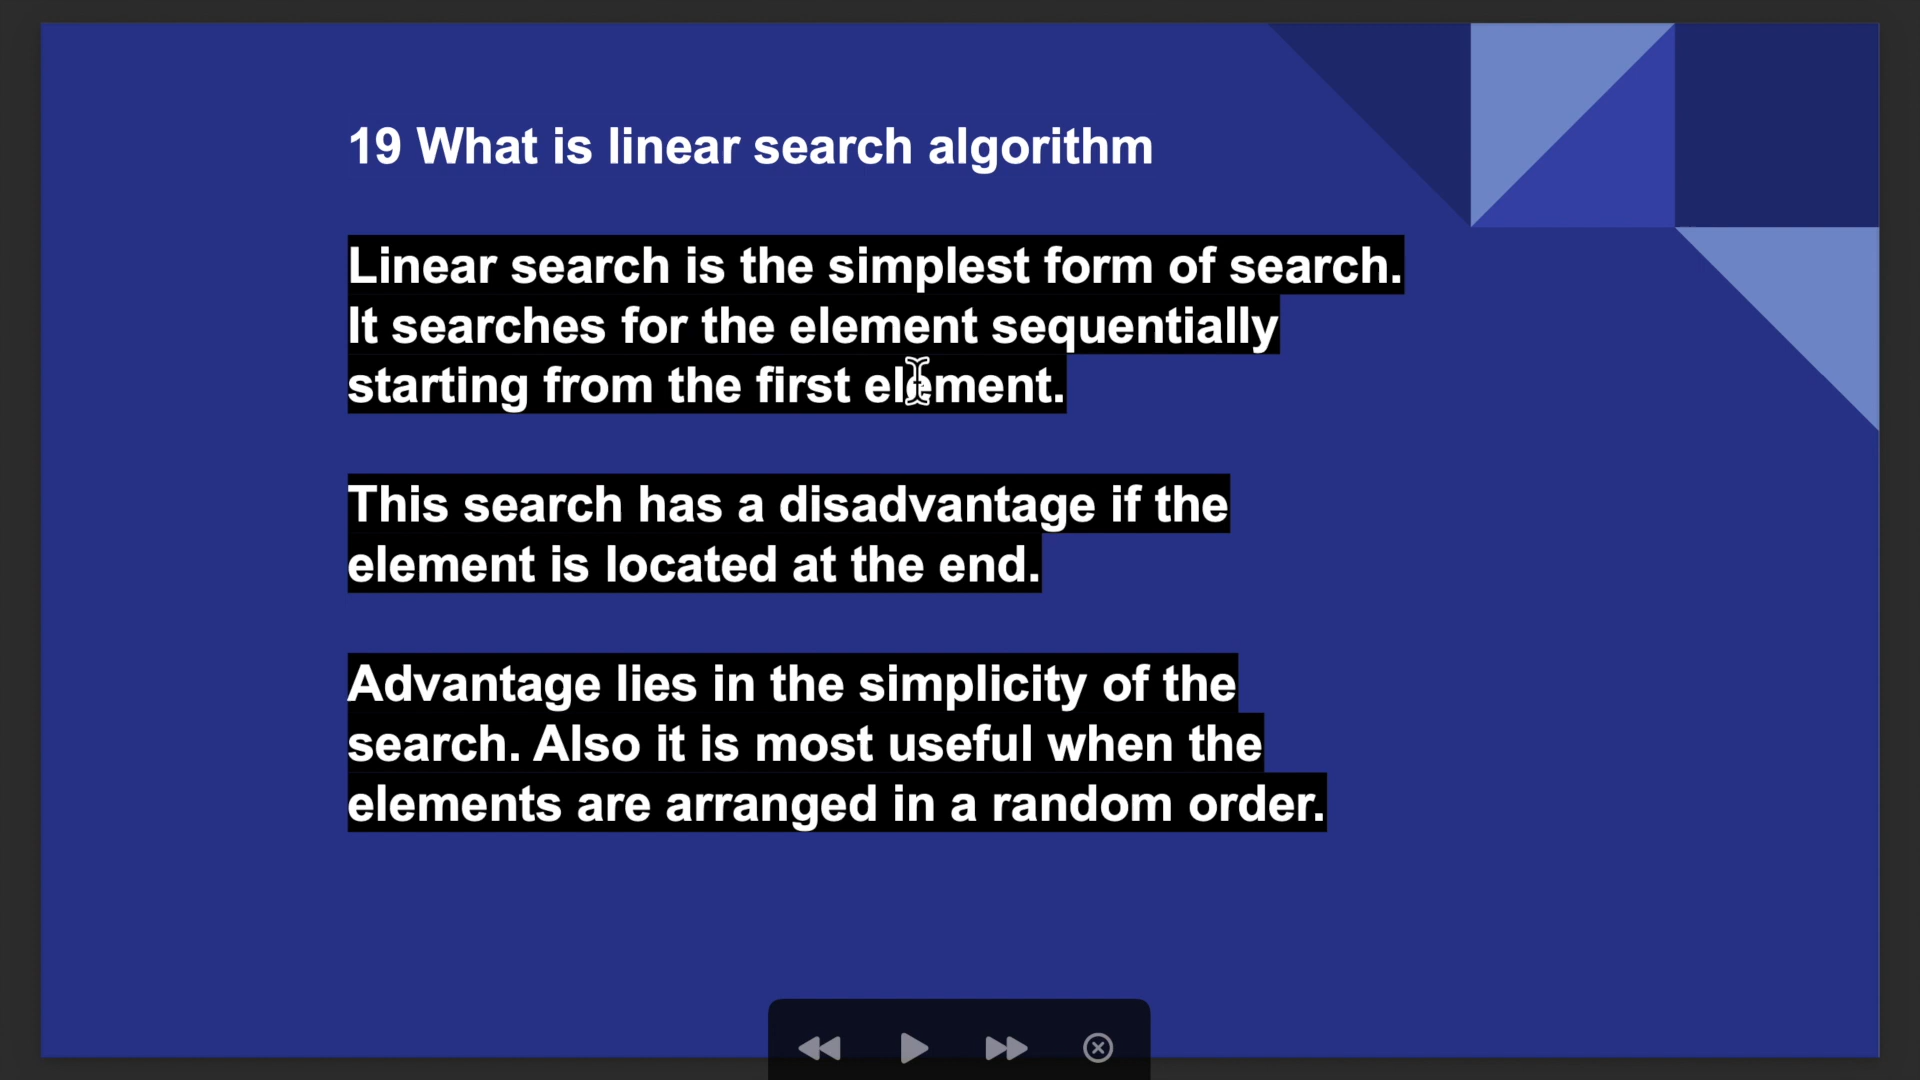 19 What is linear search algorithm
Linear search is the simplest form of search.
It searches for the element sequentially
starting from the first element.
This search has a disadvantage if the
element is located at the end.
Advantage lies in the simplicity of the
search. Also it is most useful when the
elements are arranged in a random order.